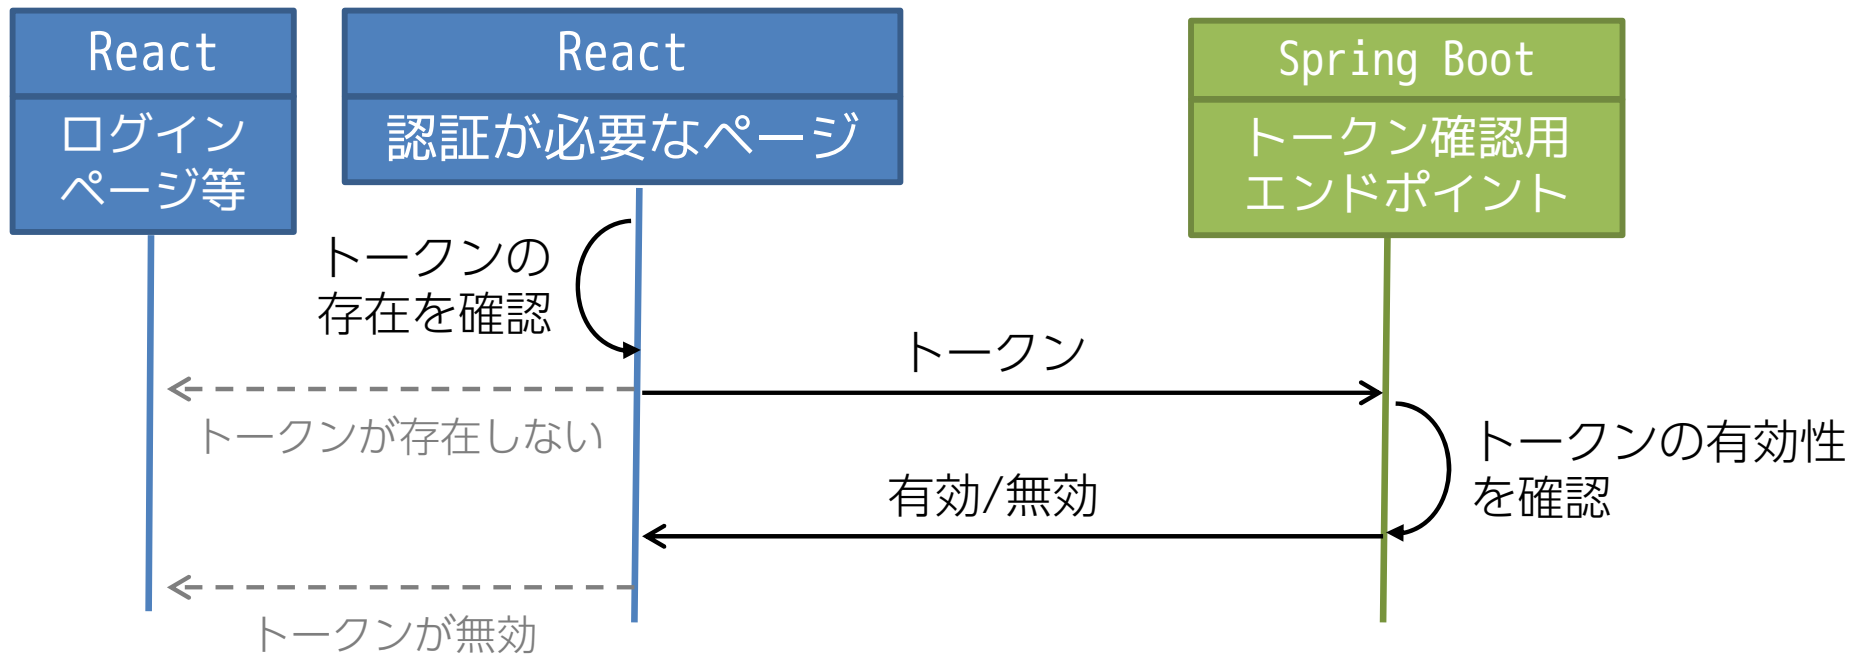 React
ログイン
ページ等
React
認証が必要なページ
Spring Boot
トークン確認用
エンドポイント
トークンの
存在を確認
トークン
トークンが存在しない
トークンの有効性
を確認
有効/無効
トークンが無効